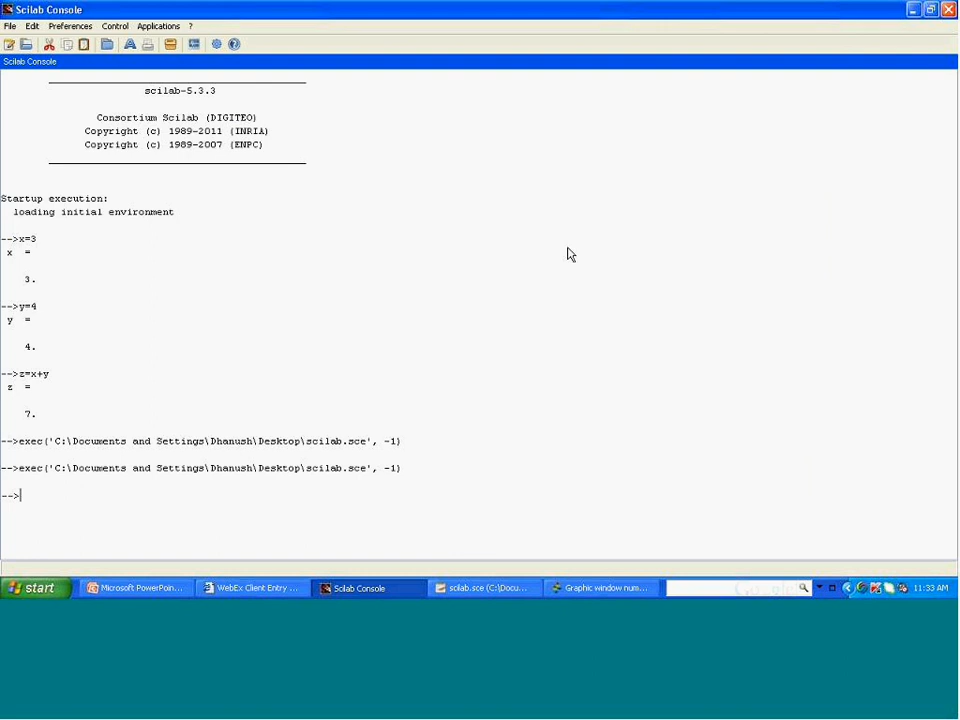 Scilab Console
File Edit Preferences Control Applications ?
Scilab Console
scilab-5.3.3
Consortium Scilab (DIGITEO)
Copyright (c) 1989-2011 (INRIA)
Copyright (c) 1989-2007 (ENPC)
Startup execution:
loading initial environment
-->x=3
x =
3.
-->y=4
y =
4.
-->z=x+y
z =
7.
-->exec('C:\Documents and Settings\Dhanush\Desktop\scilab.sce', -1)
-->exec('C:\Documents and Settings\Dhanush\Desktop\scilab.sce', -1)
-->
start Microsoft PowerPoin... WebEx Client Entry ... Scilab Console scilab.sce (C:\Docu... Graphic window num... 11:33 AM